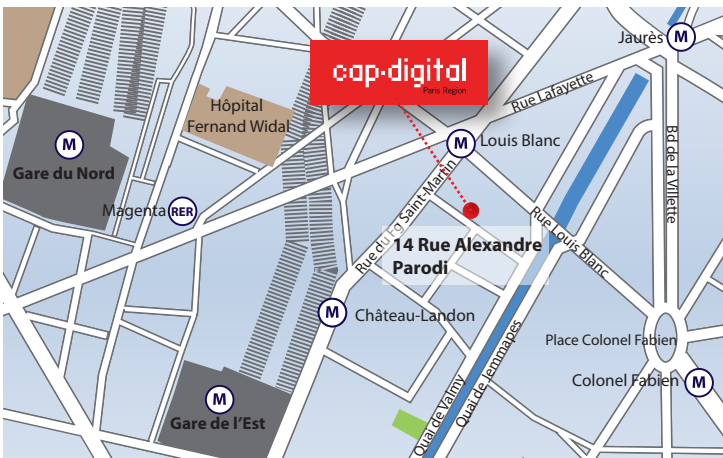 Jaurès
M
cap·digital
Paris Region
Rue Lafayette
Hôpital
Fernand Widal
M
Louis Blanc
M
Gare du Nord
Bd de la Villette
Magenta
RER
Rue du Fg Saint-Martin
Rue Louis Blanc
14 Rue Alexandre
Parodi
M
Château-Landon
Place Colonel Fabien
M
Colonel Fabien
M
Gare de l'Est
Quai de Valmy
Quai de Jemmapes